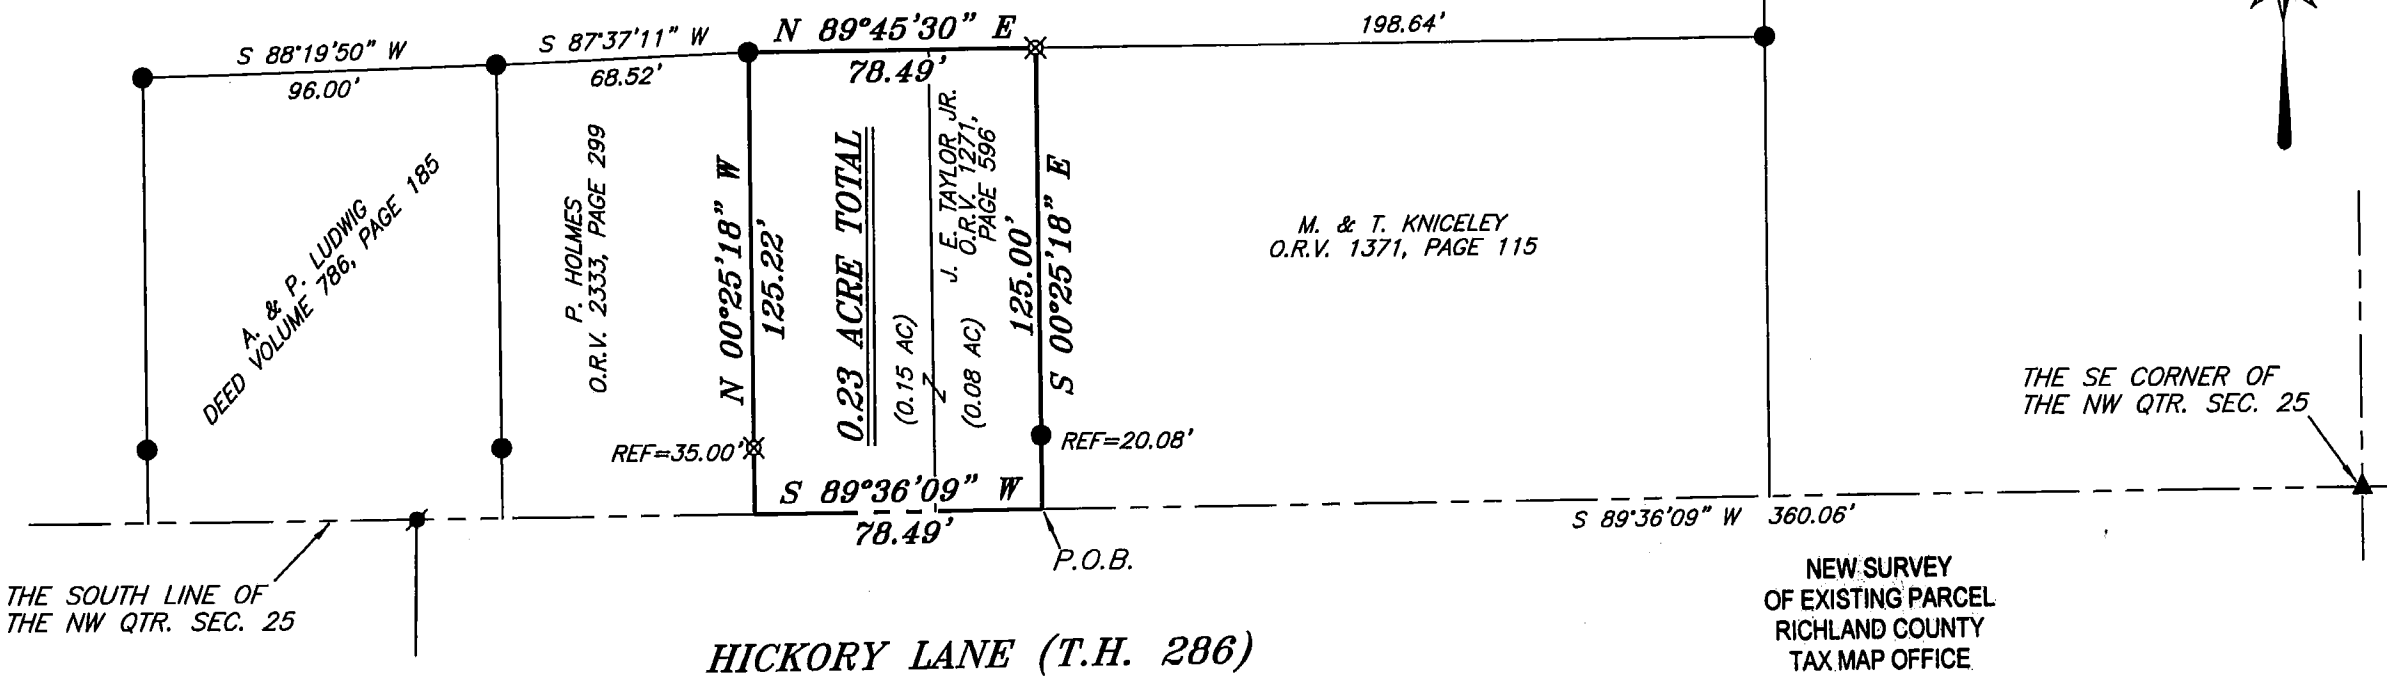 N 89°45'30" E
198.64'
S 88°19'50" W
S 87°37'11" W
96.00'
68.52'
78.49'
A. & P. LUDWIG
DEED VOLUME 786, PAGE 185
P. HOLMES
O.R.V. 2333, PAGE 299
N 00°25'18" W
125.22'
0.23 ACRE TOTAL
(0.15 AC)
Z
J. E. TAYLOR JR.
O.R.V. 1271,
PAGE 596
(0.08 AC)
125.00'
S 00°25'18" E
M. & T. KNICELEY
O.R.V. 1371, PAGE 115
THE SE CORNER OF
THE NW QTR. SEC. 25
REF=35.00'
REF=20.08'
S 89°36'09" W
78.49'
S 89°36'09" W 360.06'
P.O.B.
THE SOUTH LINE OF
THE NW QTR. SEC. 25
NEW SURVEY
OF EXISTING PARCEL
RICHLAND COUNTY
TAX MAP OFFICE
HICKORY LANE (T.H. 286)